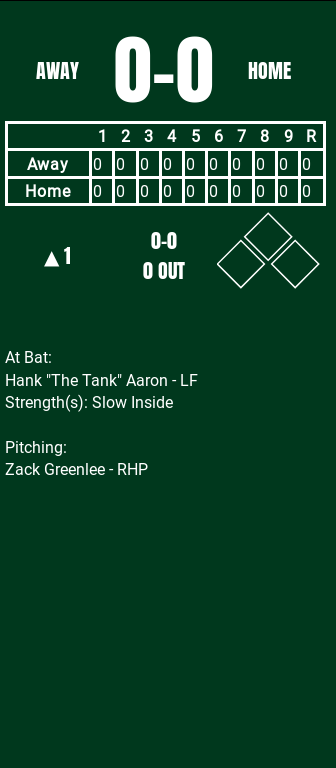 AWAY 0-0 HOME
1 2 3 4 5 6 7 8 9 R
Away 0 0 0 0 0 0 0 0 0 0
Home 0 0 0 0 0 0 0 0 0 0
▲1
0-0
0 OUT
At Bat:
Hank "The Tank" Aaron - LF
Strength(s): Slow Inside
Pitching:
Zack Greenlee - RHP